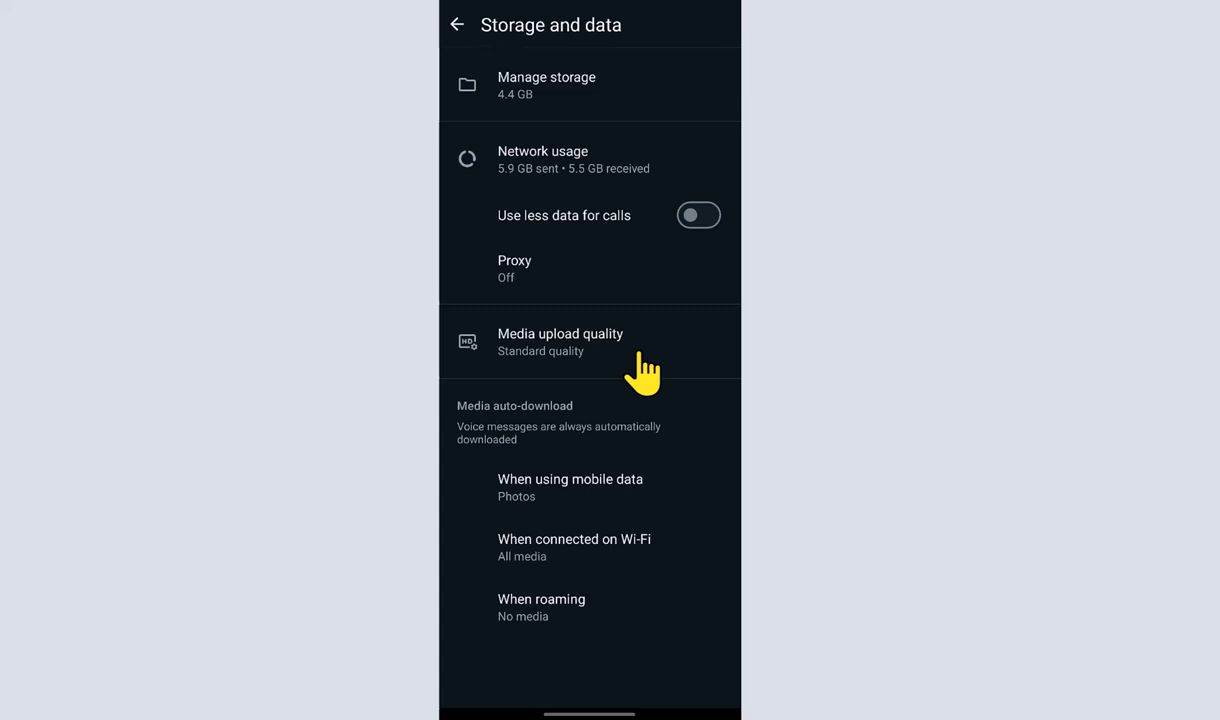 Storage and data
Manage storage
4.4 GB
Network usage
5.9 GB sent • 5.5 GB received
Use less data for calls
Proxy
Off
HD
Media upload quality
Standard quality
Media auto-download
Voice messages are always automatically
downloaded
When using mobile data
Photos
When connected on Wi-Fi
All media
When roaming
No media